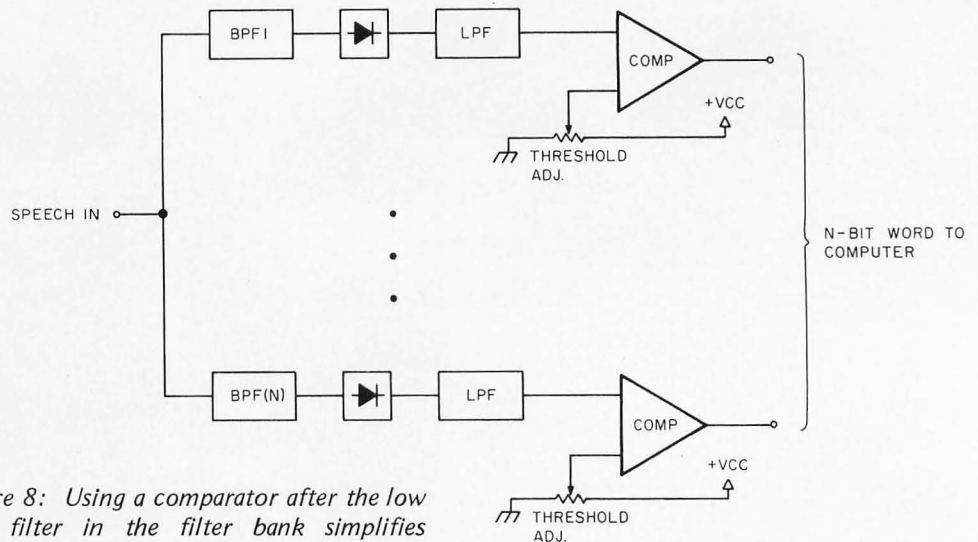 BPF1
LPF
COMP
+VCC
THRESHOLD
ADJ.
SPEECH IN
N-BIT WORD TO
COMPUTER
BPF(N)
LPF
COMP
+VCC
THRESHOLD
ADJ.
8: Using a comparator after the low
filter in the filter bank simplifies